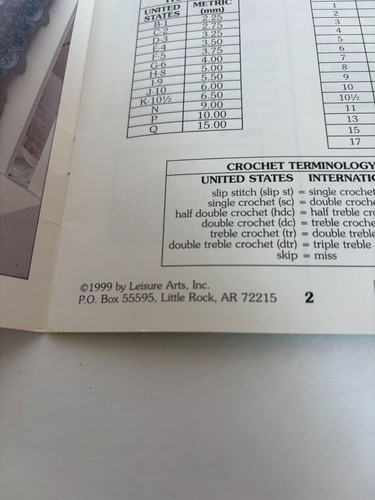 UNITED METRIC
STATES (mm)
B-1 2.25
C-2 2.75
D-3 3.25
E-4 3.50
F-5 3.75
G-6 4.00
H-8 5.00
I-9 5.50
J-10 6.00
K-10½ 6.50
N 9.00
P 10.00
Q 15.00
1
2
3
4
5
6
7
8
9
10
10½
11
13
15
17
CROCHET TERMINOLOGY
UNITED STATES INTERNATIO
slip stitch (slip st) = single crochet
single crochet (sc) = double croche
half double crochet (hdc) = half treble cr
double crochet (dc) = treble croche
treble crochet (tr) = double treble
double treble crochet (dtr) = triple treble
skip = miss
©1999 by Leisure Arts, Inc.
P.O. Box 55595, Little Rock, AR 72215 2